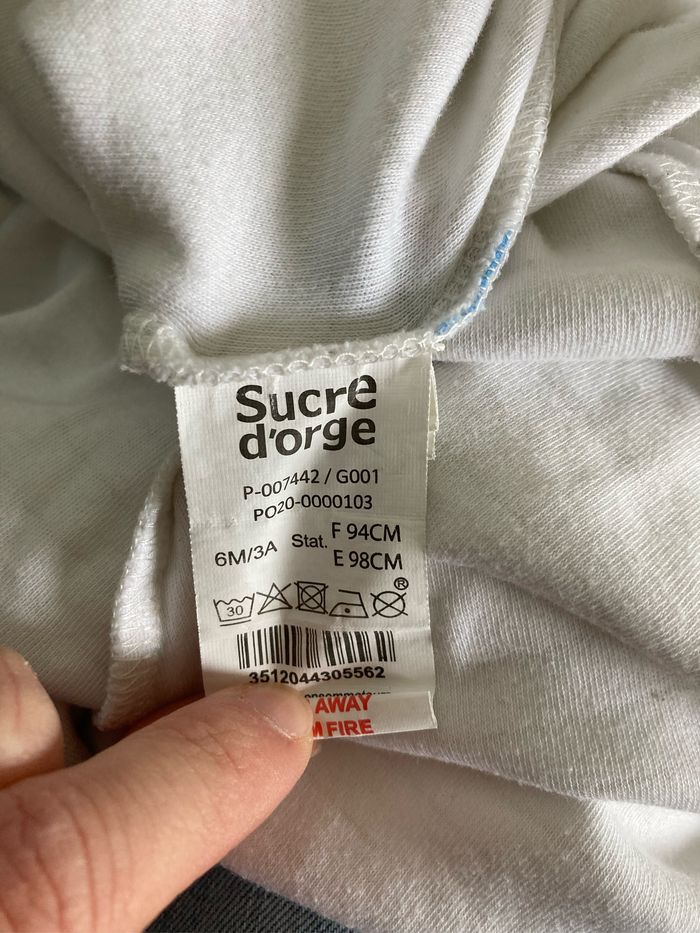 Sucre
d'orge
P-007442 / G001
PO20-0000103
6M/3A Stat. F 94CM
E 98CM
30
®
3512044305562
AWAY
FIRE